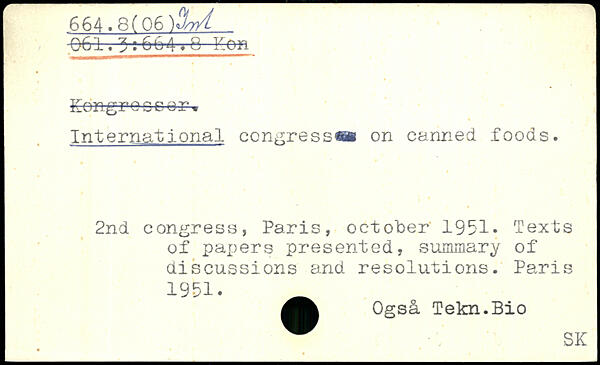 664.8(06) Int
061.3:664.8 Kon
Kongresser.
International congress on canned foods.
2nd congress, Paris, october 1951. Texts
of papers presented, summary of
discussions and resolutions. Paris
1951.
Også Tekn.Bio
SK